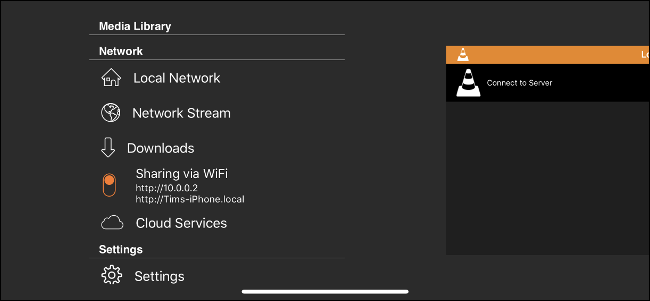 Media Library
Network
Local Network
Network Stream
Downloads
Sharing via WiFi
http://10.0.0.2
http://Tims-iPhone.local
Cloud Services
Settings
Settings
Connect to Server